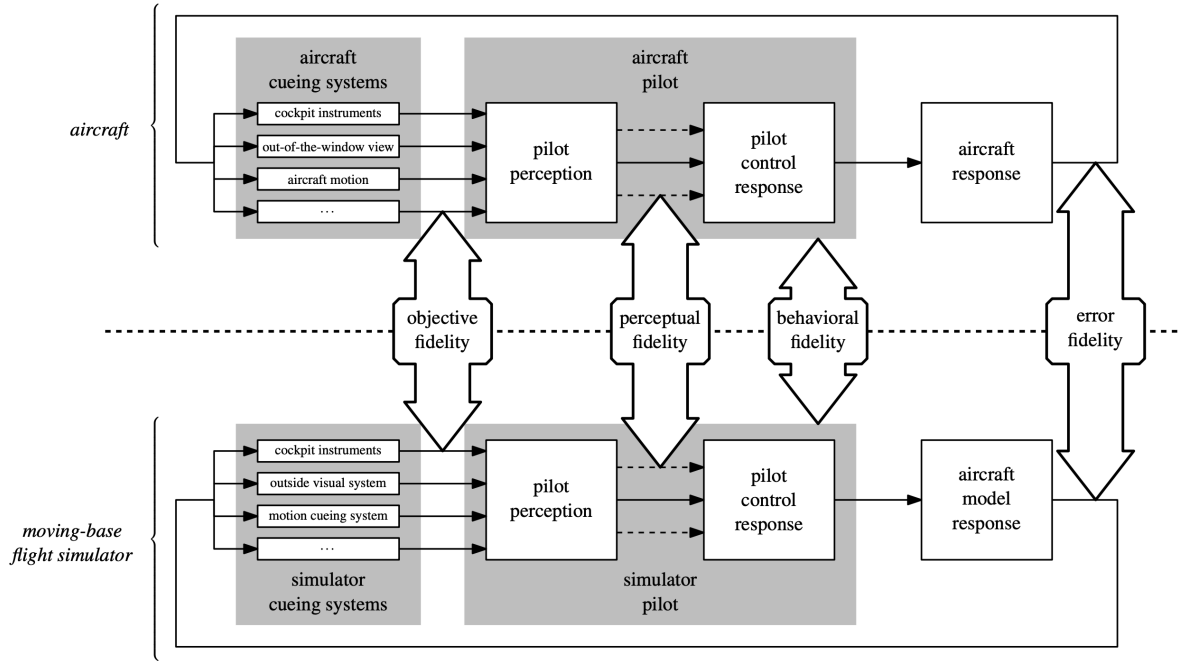 aircraft
aircraft
cueing systems
cockpit instruments
out-of-the-window view
aircraft motion
...
aircraft
pilot
pilot
perception
pilot
control
response
aircraft
response
objective
fidelity
perceptual
fidelity
behavioral
fidelity
error
fidelity
moving-base
flight simulator
cockpit instruments
outside visual system
motion cueing system
...
simulator
cueing systems
pilot
perception
pilot
control
response
simulator
pilot
aircraft
model
response